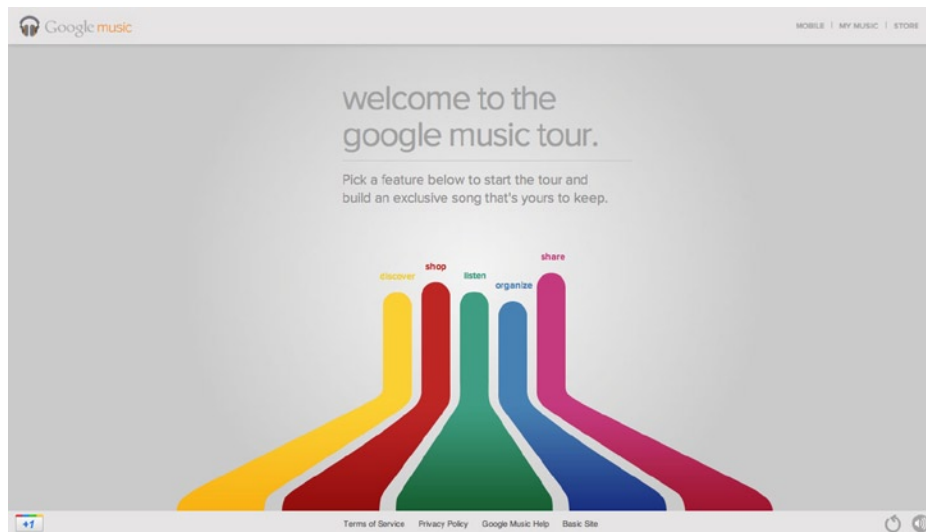 Google music
MOBILE | MY MUSIC | STORE
welcome to the
google music tour.
Pick a feature below to start the tour and
build an exclusive song that's yours to keep.
share
shop
discover
listen
organize
+1
Terms of Service Privacy Policy Google Music Help Basic Site